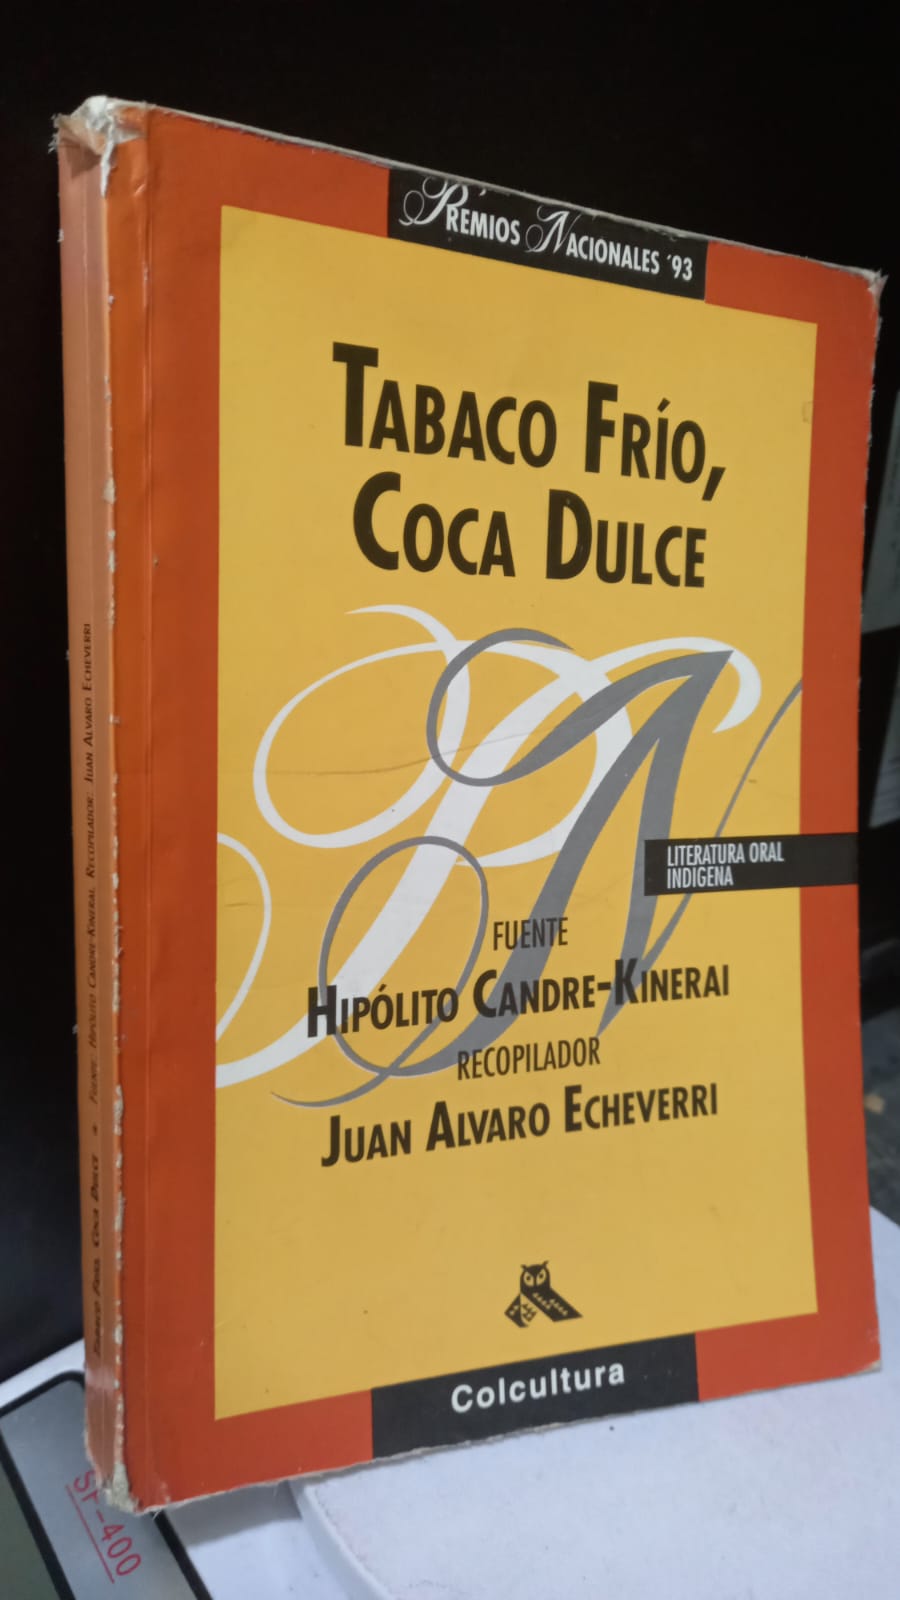 PREMIOS NACIONALES '93
TABACO FRÍO,
COCA DULCE
LITERATURA ORAL
INDIGENA
FUENTE
HIPÓLITO CANDRE-KINERAI
RECOPILADOR
JUAN ALVARO ECHEVERRI
Colcultura
TABACO FRÍO, COCA DULCE * FUENTE: HIPÓLITO CANDRE-KINERAI. RECOPILADOR: JUAN ALVARO ECHEVERRI
SF-400